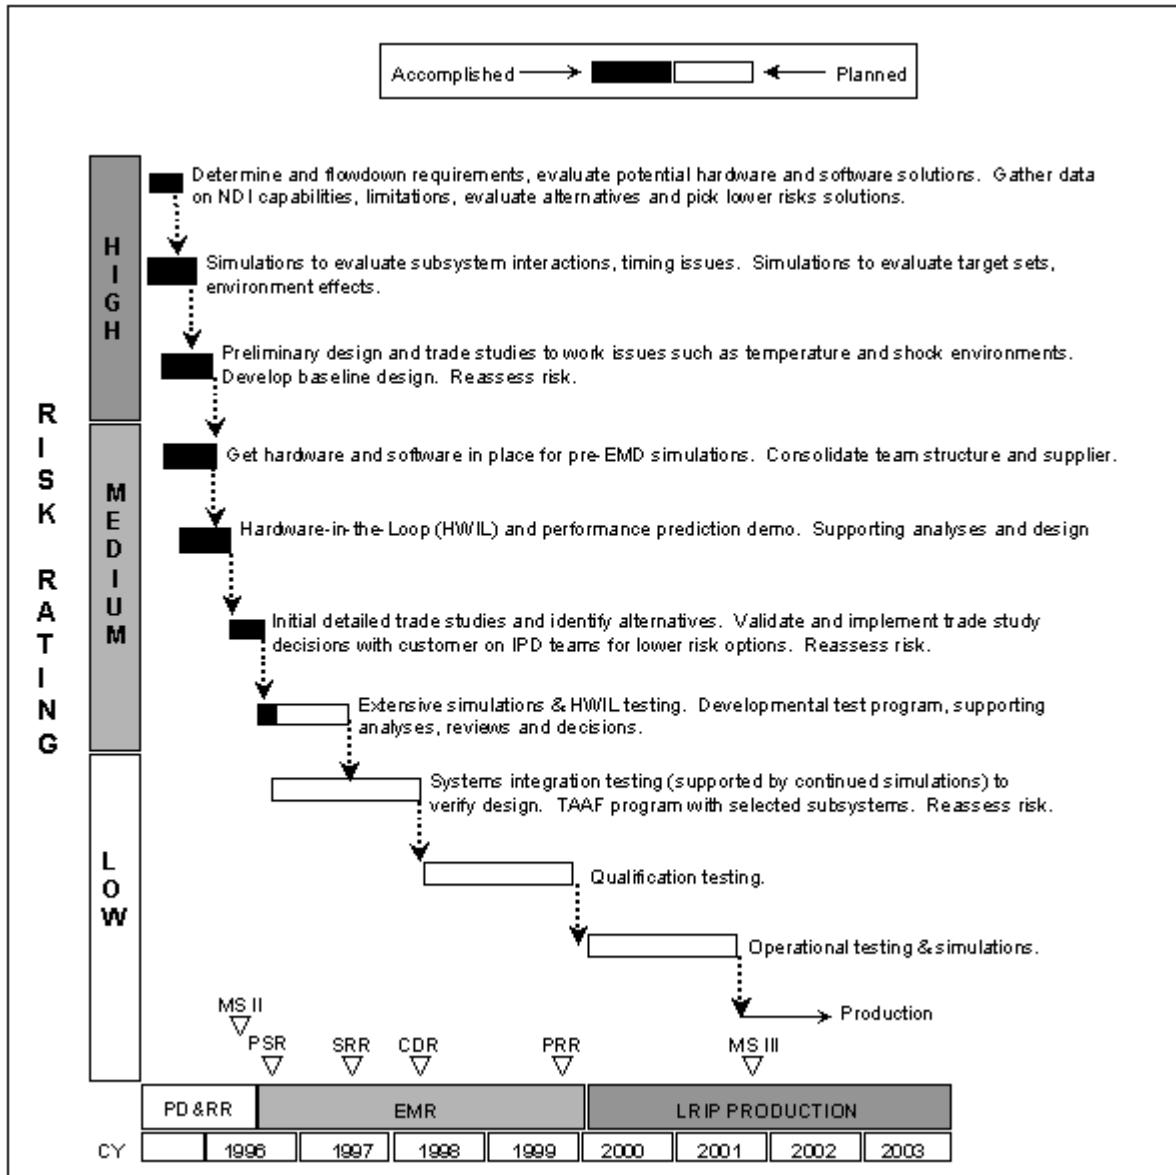 Accomplished
Planned
Determine and flowdown requirements, evaluate potential hardware and software solutions. Gather data
on NDI capabilities, limitations, evaluate alternatives and pick lower risks solutions.
HIGH
Simulations to evaluate subsystem interactions, timing issues. Simulations to evaluate target sets,
environment effects.
Preliminary design and trade studies to work issues such as temperature and shock environments.
Develop baseline design. Reassess risk.
RISK RATING
MEDIUM
Get hardware and software in place for pre-EMD simulations. Consolidate team structure and supplier.
Hardware-in-the-Loop (HWIL) and performance prediction demo. Supporting analyses and design
Initial detailed trade studies and identify alternatives. Validate and implement trade study
decisions with customer on IPD teams for lower risk options. Reassess risk.
Extensive simulations & HWIL testing. Developmental test program, supporting
analyses, reviews and decisions.
LOW
Systems integration testing (supported by continued simulations) to
verify design. TAAF program with selected subsystems. Reassess risk.
Qualification testing.
Operational testing & simulations.
Production
MS II
PSR SRR CDR PRR MS III
PD &RR EMR LRIP PRODUCTION
CY 1996 1997 1998 1999 2000 2001 2002 2003